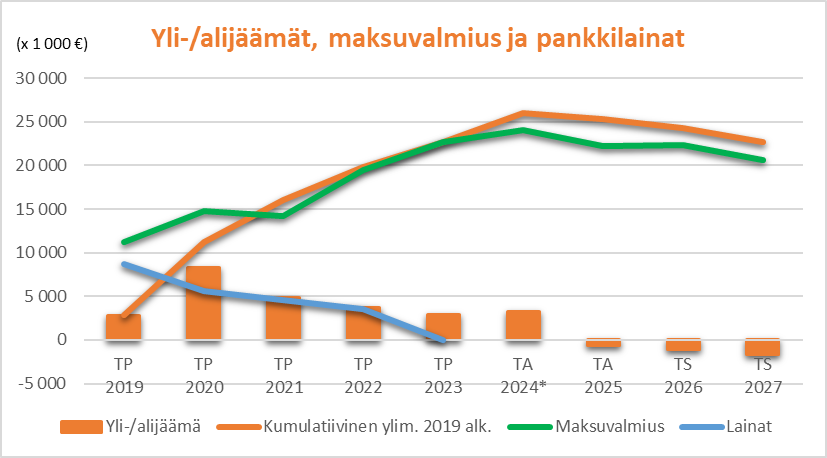 Yli-/alijäämät, maksuvalmius ja pankkilainat
(x 1 000 €)
30 000
25 000
20 000
15 000
10 000
5 000
0
-5 000
TP TP TP TP TP TA TA TS TS
2019 2020 2021 2022 2023 2024* 2025 2026 2027
Yli-/alijäämä Kumulatiivinen ylim. 2019 alk. Maksuvalmius Lainat